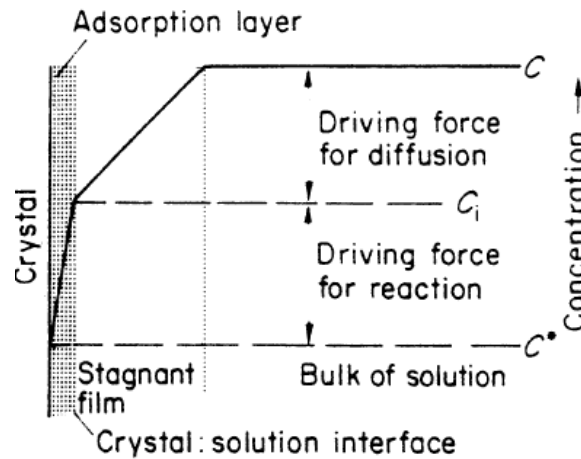 Adsorption layer
C
Driving force
for diffusion
Crystal
Concentration
Cᵢ
Driving force
for reaction
C*
Stagnant
film
Bulk of solution
Crystal: solution interface